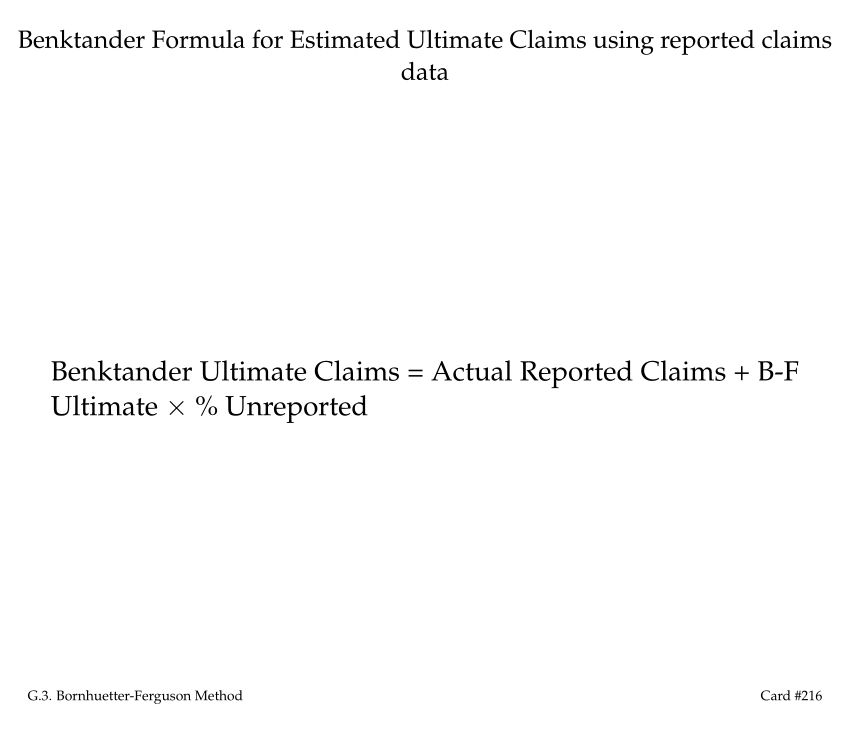 Benktander Formula for Estimated Ultimate Claims using reported claims
data
Benktander Ultimate Claims = Actual Reported Claims + B-F
Ultimate × % Unreported
G.3. Bornhuetter-Ferguson Method
Card #216